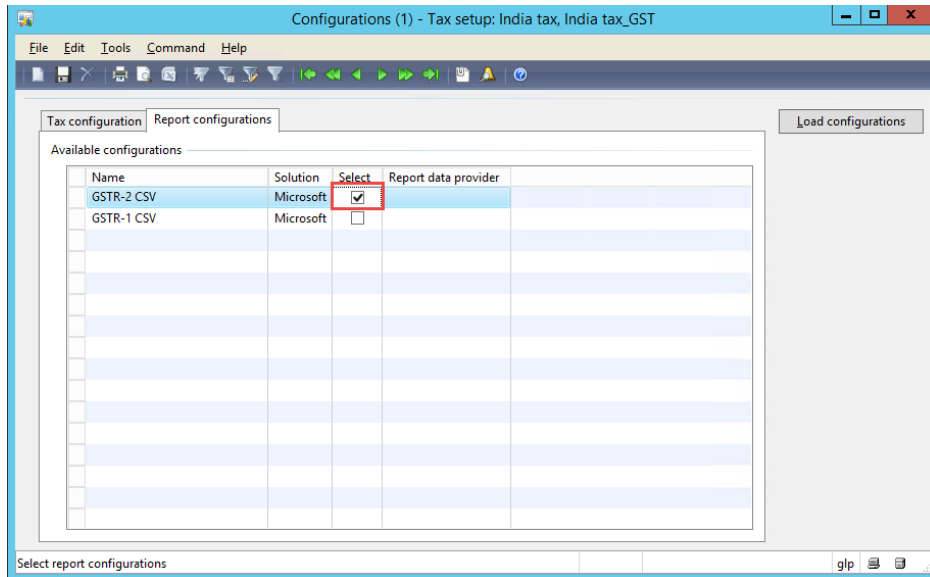 Configurations (1) - Tax setup: India tax, India tax_GST
File Edit Tools Command Help
Tax configuration Report configurations
Load configurations
Available configurations
Name Solution Select Report data provider
GSTR-2 CSV Microsoft
GSTR-1 CSV Microsoft
Select report configurations
glp